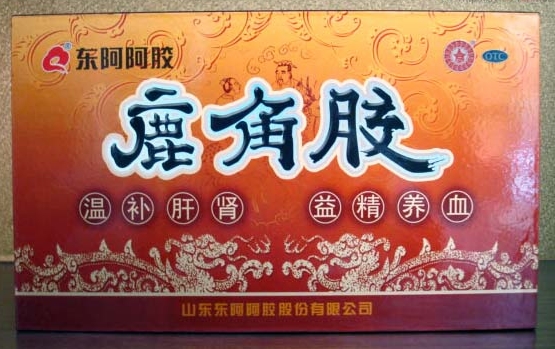 东阿阿胶
OTC
鹿角胶
温补肝肾 益精养血
山东东阿阿胶股份有限公司